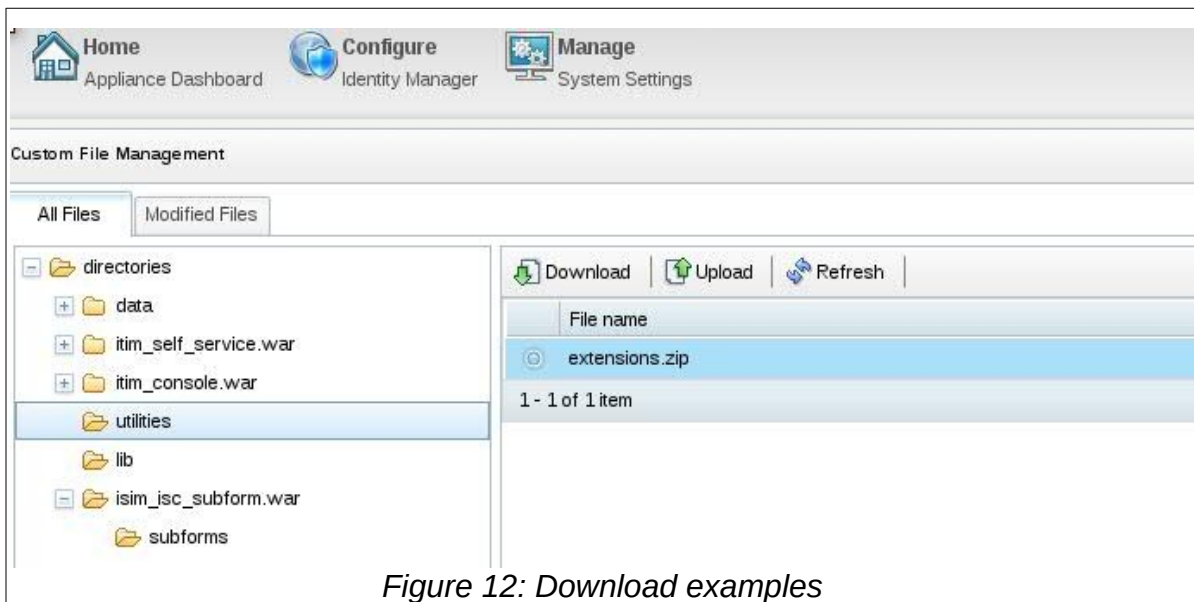 Home
Appliance Dashboard
Configure
Identity Manager
Manage
System Settings
Custom File Management
All Files
Modified Files
directories
data
itim_self_service.war
itim_console.war
utilities
lib
isim_isc_subform.war
subforms
Download
Upload
Refresh
File name
extensions.zip
1 - 1 of 1 item
Figure 12: Download examples